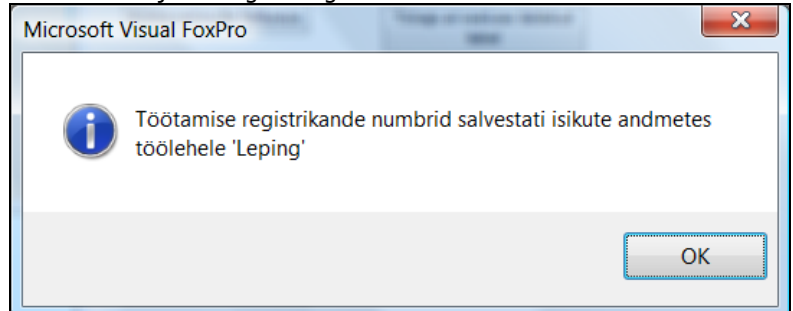 Microsoft Visual FoxPro
Töötamise registrikande numbrid salvestati isikute andmetes
töölehele 'Leping'
OK